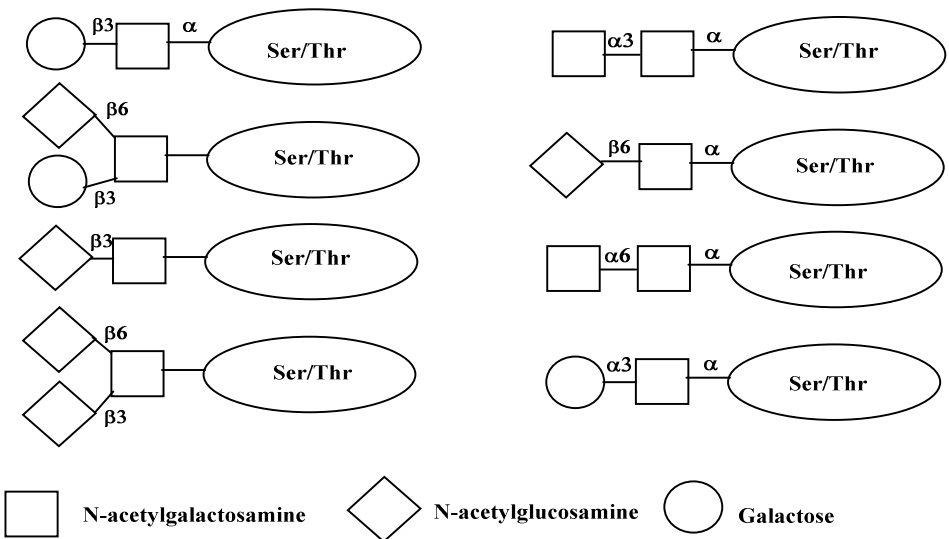 β3 α Ser/Thr
β6
β3 Ser/Thr
β3 Ser/Thr
β6
β3 Ser/Thr
α3 α Ser/Thr
β6 α Ser/Thr
α6 α Ser/Thr
α3 α Ser/Thr
N-acetylgalactosamine N-acetylglucosamine Galactose